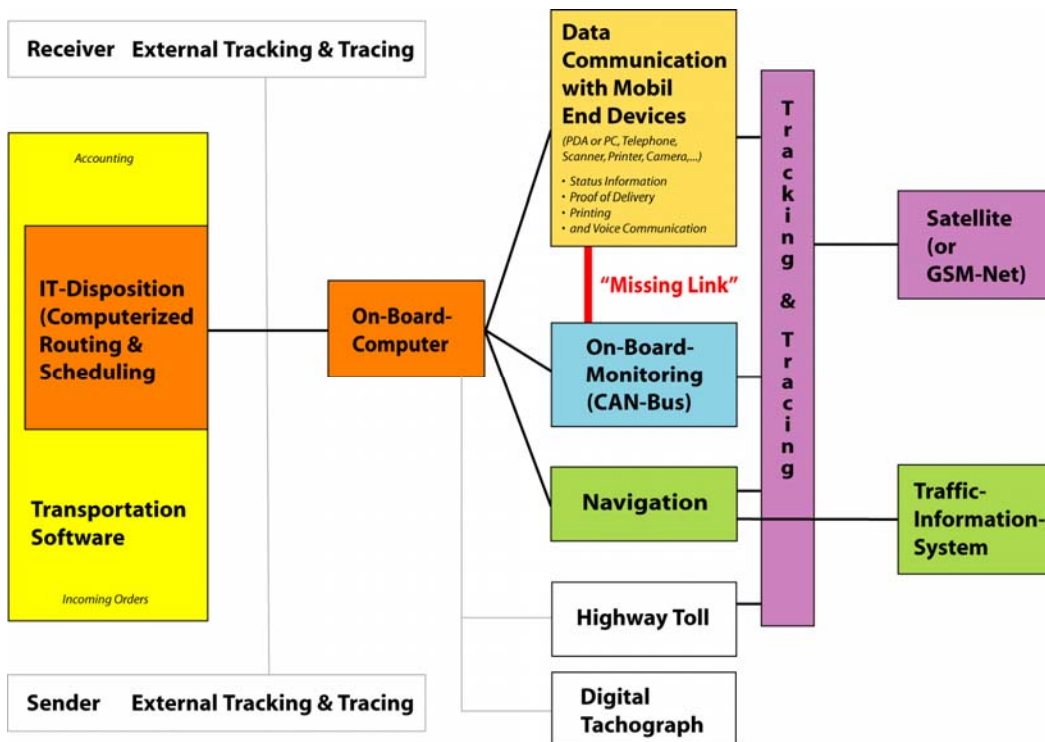 Receiver External Tracking & Tracing
Accounting
IT-Disposition
(Computerized
Routing &
Scheduling
Transportation
Software
Incoming Orders
Sender External Tracking & Tracing
On-Board-
Computer
Data
Communication
with Mobil
End Devices
(PDA or PC, Telephone,
Scanner, Printer, Camera,....)
• Status Information
• Proof of Delivery
• Printing
• and Voice Communication
“Missing Link”
On-Board-
Monitoring
(CAN-Bus)
Navigation
Highway Toll
Digital
Tachograph
Tracking & Tracing
Satellite
(or
GSM-Net)
Traffic-
Information-
System